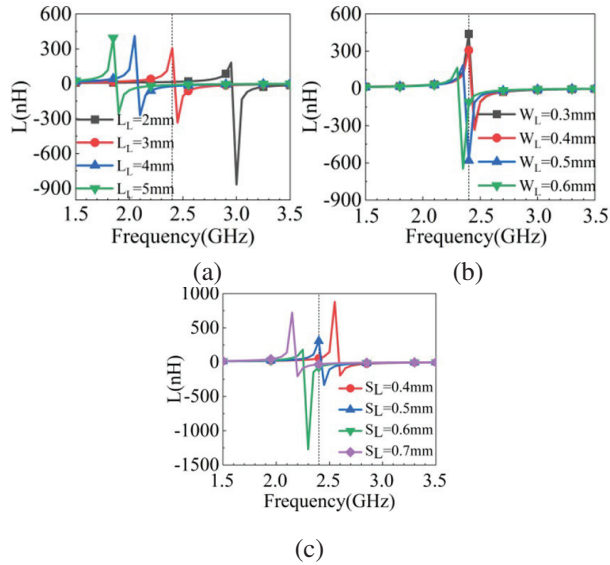 600
300
0
-300
-600
-900
L(nH)
L_L=2mm
L_L=3mm
L_L=4mm
L_L=5mm
1.5 2.0 2.5 3.0 3.5
Frequency(GHz)
(a)
600
300
0
-300
-600
-900
L(nH)
W_L=0.3mm
W_L=0.4mm
W_L=0.5mm
W_L=0.6mm
1.5 2.0 2.5 3.0 3.5
Frequency(GHz)
(b)
1000
500
0
-500
-1000
-1500
L(nH)
S_L=0.4mm
S_L=0.5mm
S_L=0.6mm
S_L=0.7mm
1.5 2.0 2.5 3.0 3.5
Frequency(GHz)
(c)